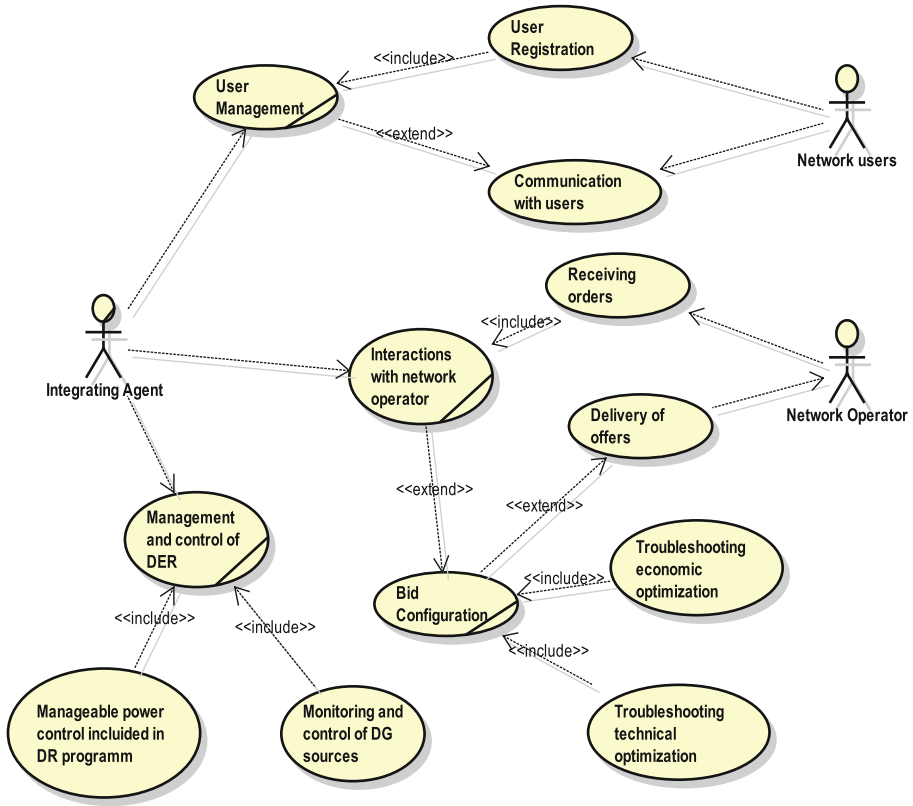 User
Registration
<<include>>
User
Management
<<extend>>
Network users
Communication
with users
Receiving
orders
<<include>>
Interactions
with network
operator
Integrating Agent
Network Operator
Delivery of
offers
<<extend>>
<<extend>>
Management
and control of
DER
Troubleshooting
economic
optimization
<<include>>
Bid
Configuration
<<include>>
<<include>>
<<include>>
Manageable power
control incluided in
DR programm
Monitoring and
control of DG
sources
Troubleshooting
technical
optimization